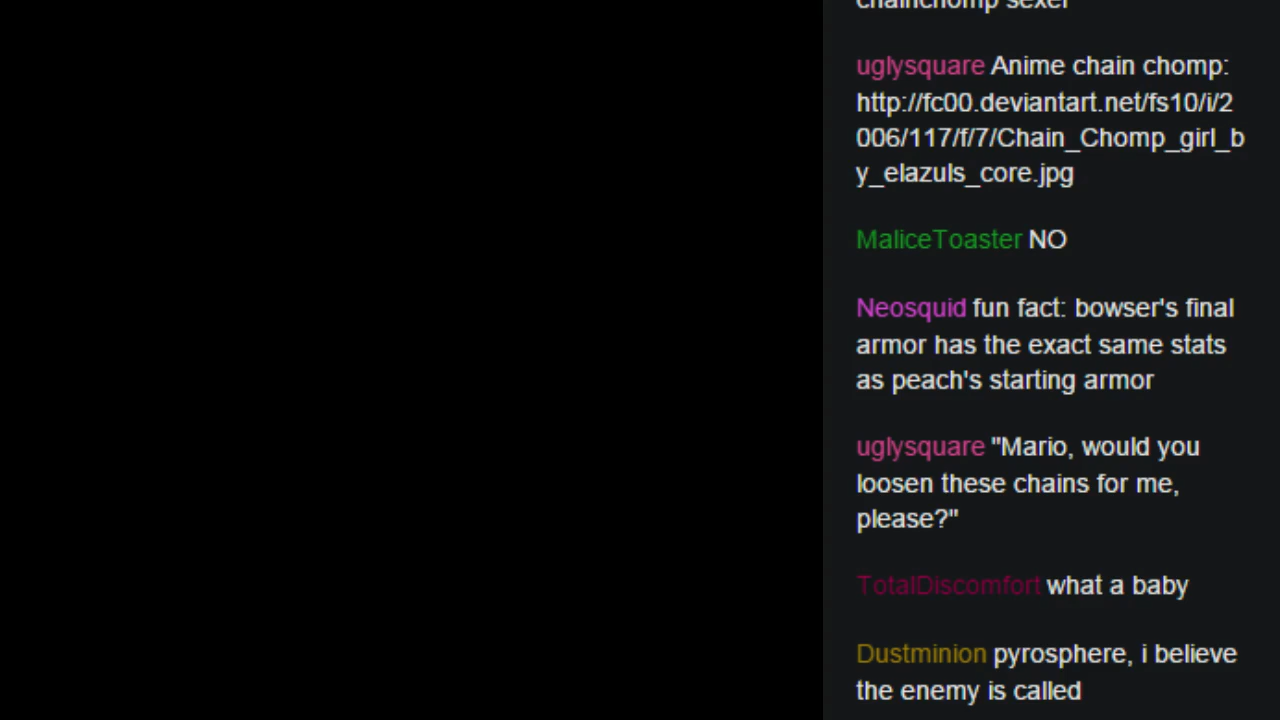 chainchomp sexer
uglysquare Anime chain chomp:
http://fc00.deviantart.net/fs10/i/2
006/117/f/7/Chain_Chomp_girl_b
y_elazuls_core.jpg
MaliceToaster NO
Neosquid fun fact: bowser's final
armor has the exact same stats
as peach's starting armor
uglysquare "Mario, would you
loosen these chains for me,
please?"
TotalDiscomfort what a baby
Dustminion pyrosphere, i believe
the enemy is called